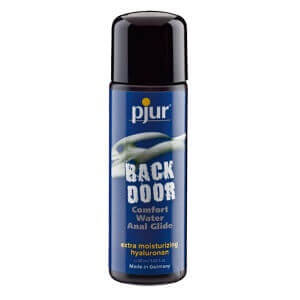 pjur
BACK
DOOR
Comfort
Water
Anal Glide
extra moisturizing
hyaluronan
Made in Germany